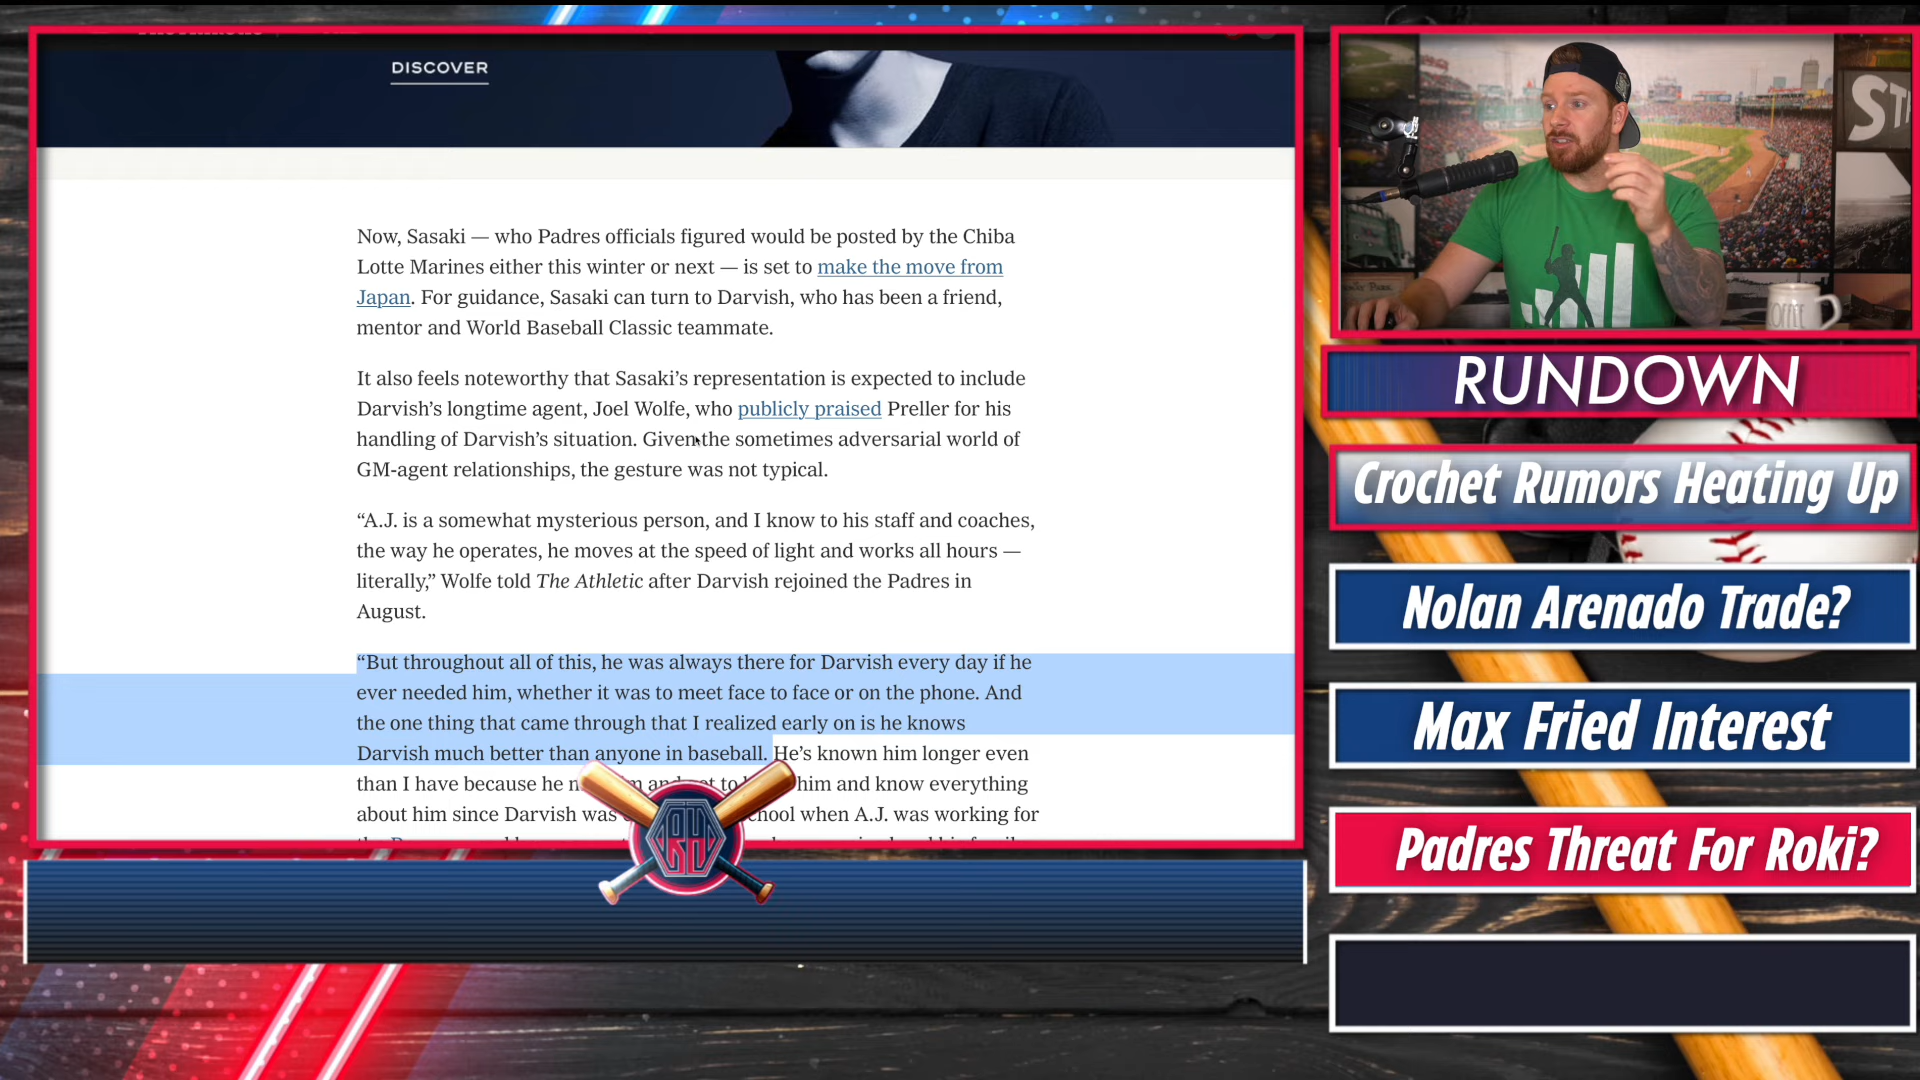 DISCOVER
Now, Sasaki — who Padres officials figured would be posted by the Chiba
Lotte Marines either this winter or next — is set to make the move from
Japan. For guidance, Sasaki can turn to Darvish, who has been a friend,
mentor and World Baseball Classic teammate.
It also feels noteworthy that Sasaki’s representation is expected to include
Darvish’s longtime agent, Joel Wolfe, who publicly praised Preller for his
handling of Darvish’s situation. Given the sometimes adversarial world of
GM-agent relationships, the gesture was not typical.
“A.J. is a somewhat mysterious person, and I know to his staff and coaches,
the way he operates, he moves at the speed of light and works all hours —
literally,” Wolfe told The Athletic after Darvish rejoined the Padres in
August.
“But throughout all of this, he was always there for Darvish every day if he
ever needed him, whether it was to meet face to face or on the phone. And
the one thing that came through that I realized early on is he knows
Darvish much better than anyone in baseball. He’s known him longer even
than I have because he him and know everything
about him since Darvish was when A.J. was working for
COFFEE
RUNDOWN
Crochet Rumors Heating Up
Nolan Arenado Trade?
Max Fried Interest
Padres Threat For Roki?